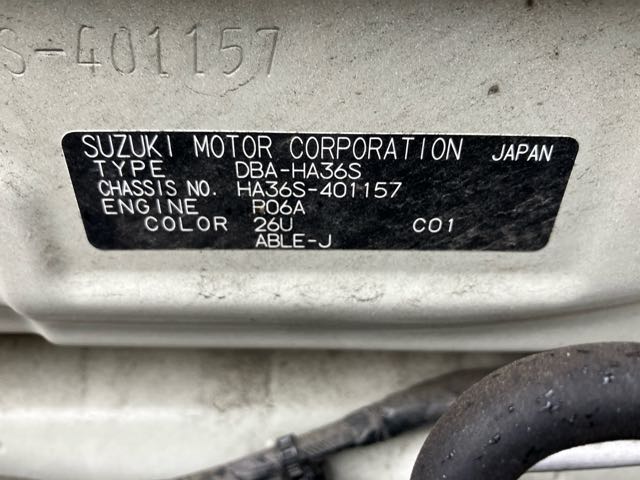 S-401157
SUZUKI MOTOR CORPORATION JAPAN
TYPE DBA-HA36S
CHASSIS NO. HA36S-401157
ENGINE R06A
COLOR 26U C01
ABLE-J